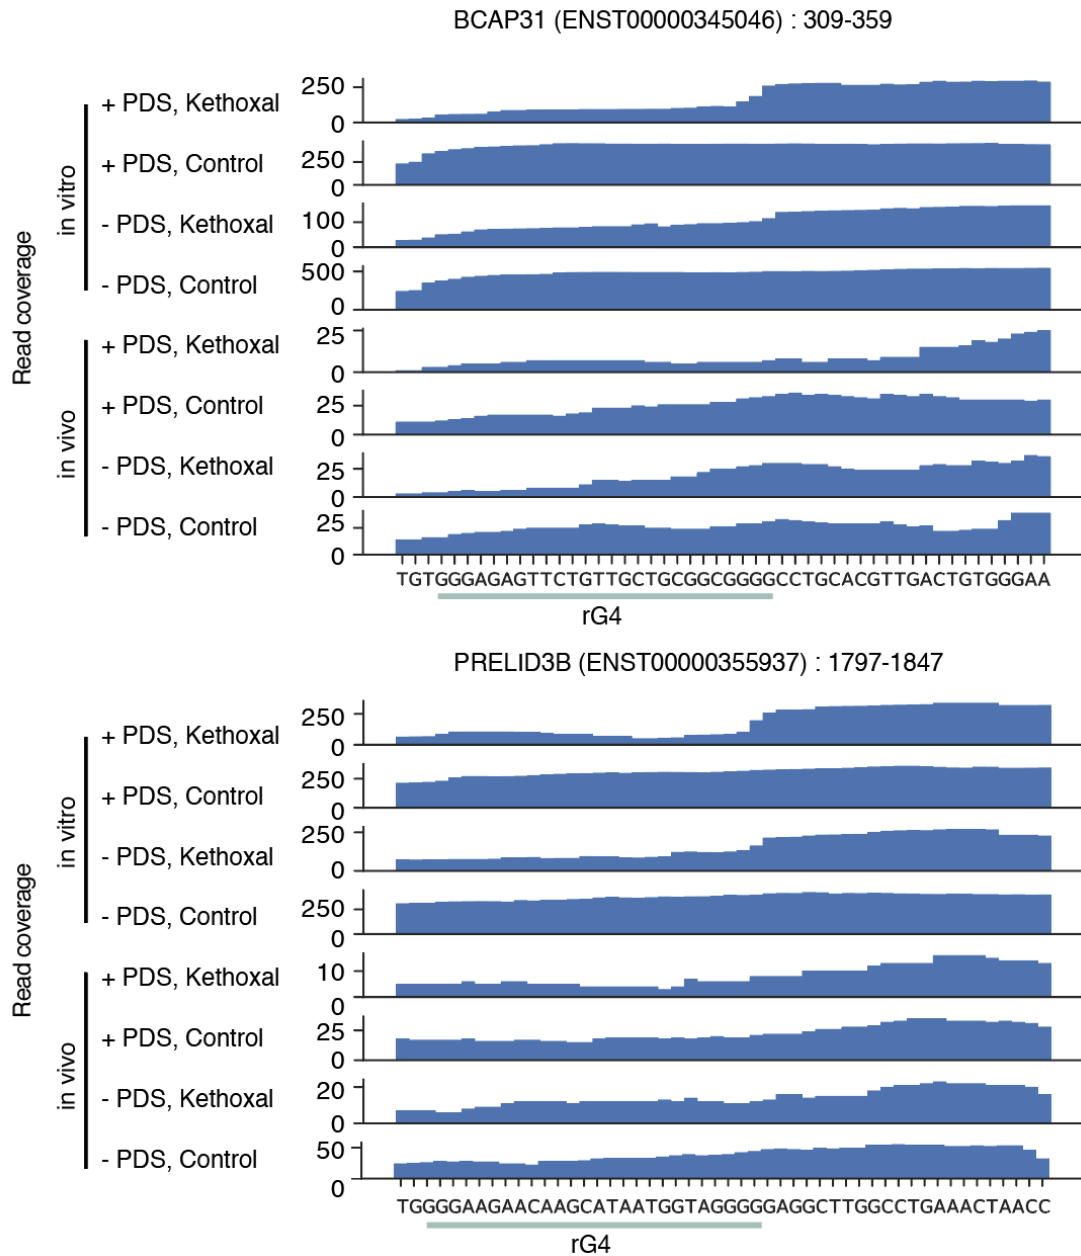 BCAP31 (ENST00000345046) : 309-359
Read coverage
in vitro
+ PDS, Kethoxal
250
0
+ PDS, Control
250
0
- PDS, Kethoxal
100
0
- PDS, Control
500
0
in vivo
+ PDS, Kethoxal
25
0
+ PDS, Control
25
0
- PDS, Kethoxal
25
0
- PDS, Control
25
0
TGTGGGAGAGTTCTGTTGCTGCGGCGGGGCCTGCACGTTGACTGTGGGAA
rG4
PRELID3B (ENST00000355937) : 1797-1847
Read coverage
in vitro
+ PDS, Kethoxal
250
0
+ PDS, Control
250
0
- PDS, Kethoxal
250
0
- PDS, Control
250
0
in vivo
+ PDS, Kethoxal
10
0
+ PDS, Control
25
0
- PDS, Kethoxal
20
0
- PDS, Control
50
0
TGGGGAAGAACAAGCATAATGGTAGGGGGAGGCTTGGCCTGAAACTAACC
rG4